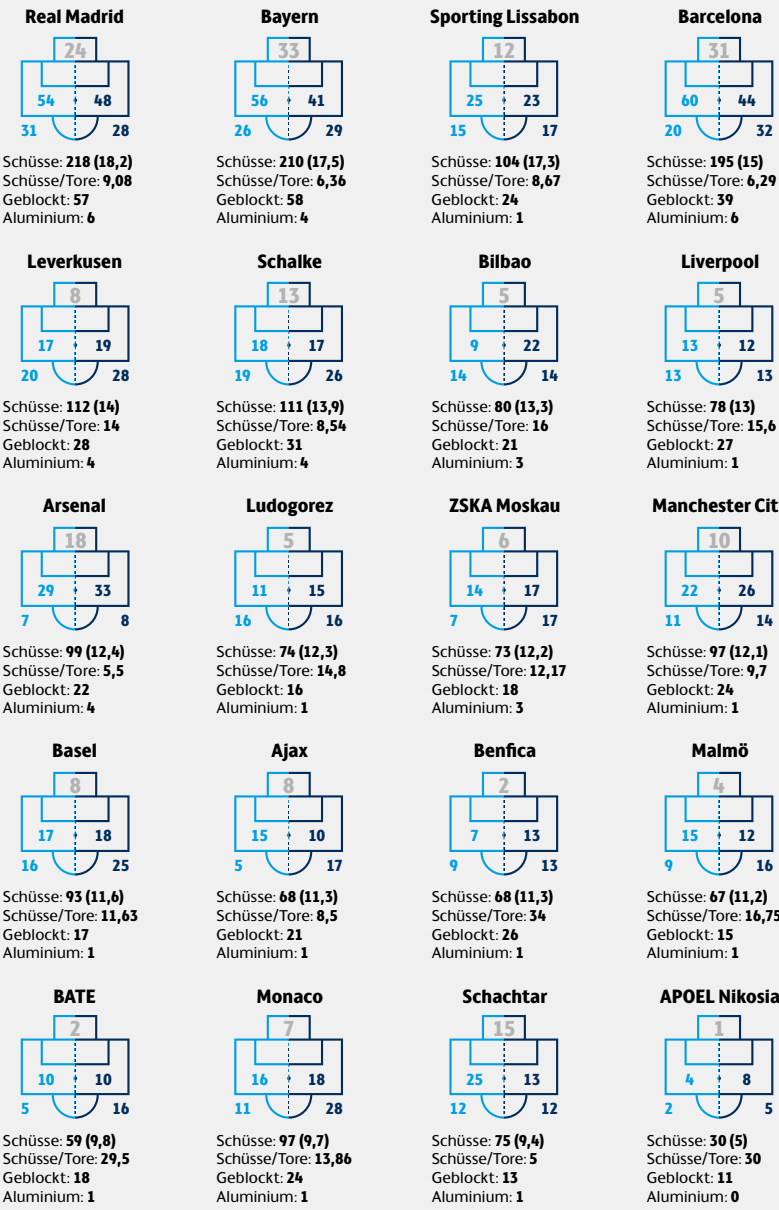 Real Madrid
24
54 48
31 28
Schüsse: 218 (18,2)
Schüsse/Tore: 9,08
Geblockt: 57
Aluminium: 6
Bayern
33
56 41
26 29
Schüsse: 210 (17,5)
Schüsse/Tore: 6,36
Geblockt: 58
Aluminium: 4
Sporting Lissabon
12
25 23
15 17
Schüsse: 104 (17,3)
Schüsse/Tore: 8,67
Geblockt: 24
Aluminium: 1
Barcelona
31
60 44
20 32
Schüsse: 195 (15)
Schüsse/Tore: 6,29
Geblockt: 39
Aluminium: 6
Leverkusen
8
17 19
20 28
Schüsse: 112 (14)
Schüsse/Tore: 14
Geblockt: 28
Aluminium: 4
Schalke
13
18 17
19 26
Schüsse: 111 (13,9)
Schüsse/Tore: 8,54
Geblockt: 31
Aluminium: 4
Bilbao
5
9 22
14 14
Schüsse: 80 (13,3)
Schüsse/Tore: 16
Geblockt: 21
Aluminium: 3
Liverpool
5
13 12
13 13
Schüsse: 78 (13)
Schüsse/Tore: 15,6
Geblockt: 27
Aluminium: 1
Arsenal
18
29 33
7 8
Schüsse: 99 (12,4)
Schüsse/Tore: 5,5
Geblockt: 22
Aluminium: 4
Ludogorez
5
11 15
16 16
Schüsse: 74 (12,3)
Schüsse/Tore: 14,8
Geblockt: 16
Aluminium: 1
ZSKA Moskau
6
14 17
7 17
Schüsse: 73 (12,2)
Schüsse/Tore: 12,17
Geblockt: 18
Aluminium: 3
Manchester Cit
10
22 26
11 14
Schüsse: 97 (12,1)
Schüsse/Tore: 9,7
Geblockt: 24
Aluminium: 1
Basel
8
17 18
16 25
Schüsse: 93 (11,6)
Schüsse/Tore: 11,63
Geblockt: 17
Aluminium: 1
Ajax
8
15 10
5 17
Schüsse: 68 (11,3)
Schüsse/Tore: 8,5
Geblockt: 21
Aluminium: 1
Benfica
2
7 13
9 13
Schüsse: 68 (11,3)
Schüsse/Tore: 34
Geblockt: 26
Aluminium: 1
Malmö
4
15 12
9 16
Schüsse: 67 (11,2)
Schüsse/Tore: 16,75
Geblockt: 15
Aluminium: 1
BATE
2
10 10
5 16
Schüsse: 59 (9,8)
Schüsse/Tore: 29,5
Geblockt: 18
Aluminium: 1
Monaco
7
16 18
11 28
Schüsse: 97 (9,7)
Schüsse/Tore: 13,86
Geblockt: 24
Aluminium: 1
Schachtar
15
25 13
12 12
Schüsse: 75 (9,4)
Schüsse/Tore: 5
Geblockt: 13
Aluminium: 1
APOEL Nikosia
1
4 8
2 5
Schüsse: 30 (5)
Schüsse/Tore: 30
Geblockt: 11
Aluminium: 0